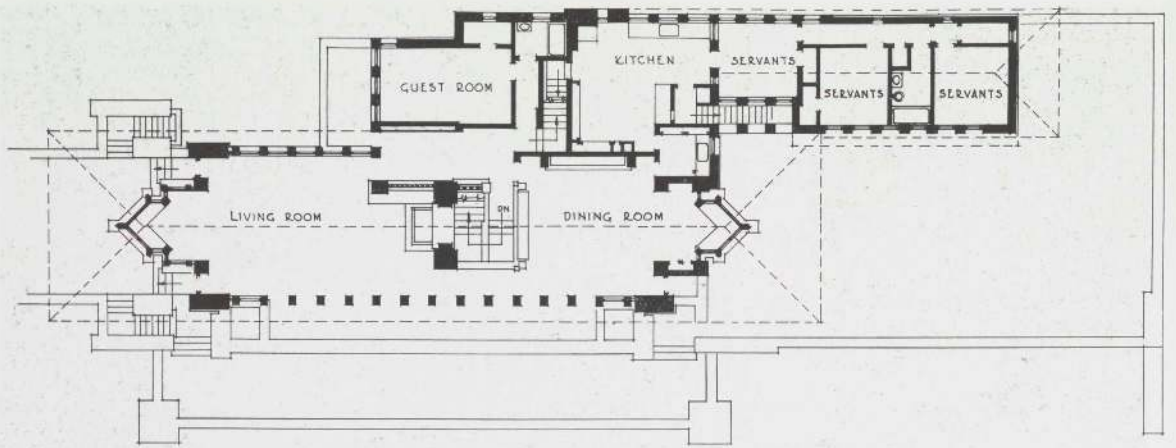 KITCHEN
SERVANTS
GUEST ROOM
SERVANTS
SERVANTS
LIVING ROOM
DN
DINING ROOM